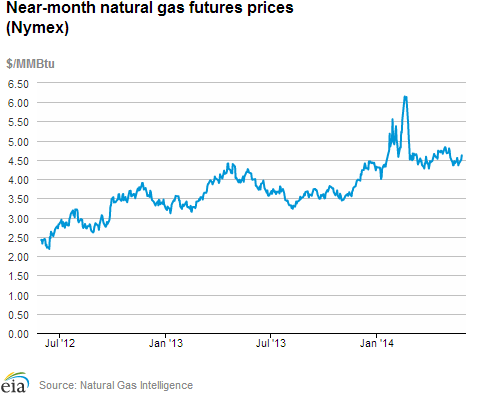 Near-month natural gas futures prices
(Nymex)
$/MMBtu
6.50
6.00
5.50
5.00
4.50
4.00
3.50
3.00
2.50
2.00
1.50
1.00
0.50
0.00
Jul '12 Jan '13 Jul '13 Jan '14
eia Source: Natural Gas Intelligence